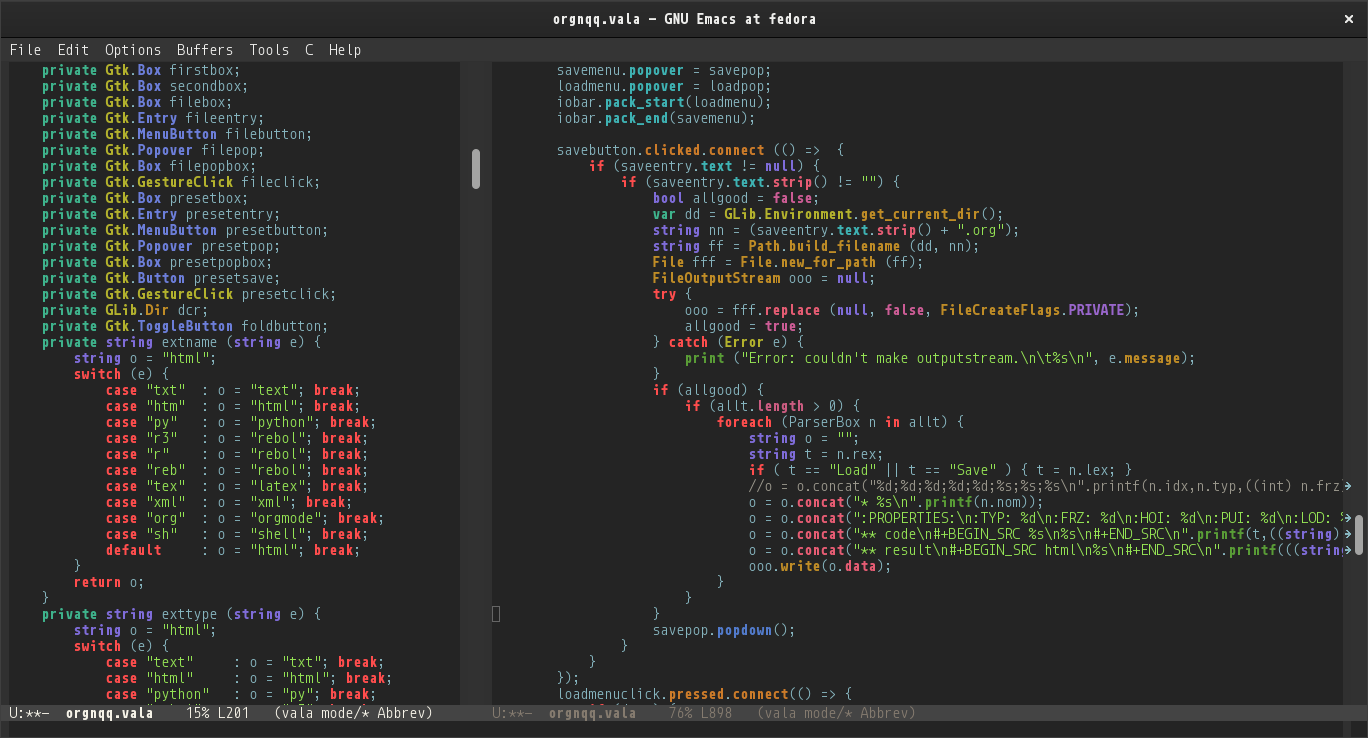 orgnqq.vala – GNU Emacs at fedora
×
File Edit Options Buffers Tools C Help
private Gtk.Box firstbox;
private Gtk.Box secondbox;
private Gtk.Box filebox;
private Gtk.Entry fileentry;
private Gtk.MenuButton filebutton;
private Gtk.Popover filepop;
private Gtk.Box filepopbox;
private Gtk.GestureClick fileclick;
private Gtk.Box presetbox;
private Gtk.Entry presetentry;
private Gtk.MenuButton presetbutton;
private Gtk.Popover presetpop;
private Gtk.Box presetpopbox;
private Gtk.Button presetsave;
private Gtk.GestureClick presetclick;
private GLib.Dir dcr;
private Gtk.ToggleButton foldbutton;
private string extname (string e) {
    string o = "html";
    switch (e) {
        case "txt"  : o = "text"; break;
        case "htm"  : o = "html"; break;
        case "py"   : o = "python"; break;
        case "r3"   : o = "rebol"; break;
        case "r"    : o = "rebol"; break;
        case "reb"  : o = "rebol"; break;
        case "tex"  : o = "latex"; break;
        case "xml"  : o = "xml"; break;
        case "org"  : o = "orgmode"; break;
        case "sh"   : o = "shell"; break;
        default     : o = "html"; break;
    }
    return o;
}
private string exttype (string e) {
    string o = "html";
    switch (e) {
        case "text"     : o = "txt"; break;
        case "html"     : o = "html"; break;
        case "python"   : o = "py"; break;
U:**-  orgnqq.vala    15% L201   (vala mode/* Abbrev)
savemenu.popover = savepop;
loadmenu.popover = loadpop;
iobar.pack_start(loadmenu);
iobar.pack_end(savemenu);
savebutton.clicked.connect (() =>  {
    if (saveentry.text != null) {
        if (saveentry.text.strip() != "") {
            bool allgood = false;
            var dd = GLib.Environment.get_current_dir();
            string nn = (saveentry.text.strip() + ".org");
            string ff = Path.build_filename (dd, nn);
            File fff = File.new_for_path (ff);
            FileOutputStream ooo = null;
            try {
                ooo = fff.replace (null, false, FileCreateFlags.PRIVATE);
                allgood = true;
            } catch (Error e) {
                print ("Error: couldn't make outputstream.\n\t%s\n", e.message);
            }
            if (allgood) {
                if (allt.length > 0) {
                    foreach (ParserBox n in allt) {
                        string o = "";
                        string t = n.rex;
                        if ( t == "Load" || t == "Save" ) { t = n.lex; }
                        //o = o.concat("%d;%d;%d;%d;%d;%s;%s;%s\n".printf(n.idx,n.typ,((int) n.frz)
                        o = o.concat("* %s\n".printf(n.nom));
                        o = o.concat(":PROPERTIES:\n:TYP: %d\n:FRZ: %d\n:HOI: %d\n:PUI: %d\n:LOD: %
                        o = o.concat("** code\n#+BEGIN_SRC %s\n%s\n#+END_SRC\n".printf(t,((string)
                        o = o.concat("** result\n#+BEGIN_SRC html\n%s\n#+END_SRC\n".printf(((string
                        ooo.write(o.data);
                    }
                }
            }
            savepop.popdown();
        }
    }
});
loadmenuclick.pressed.connect(() => {
U:**-  orgnqq.vala    76% L898   (vala mode/* Abbrev)